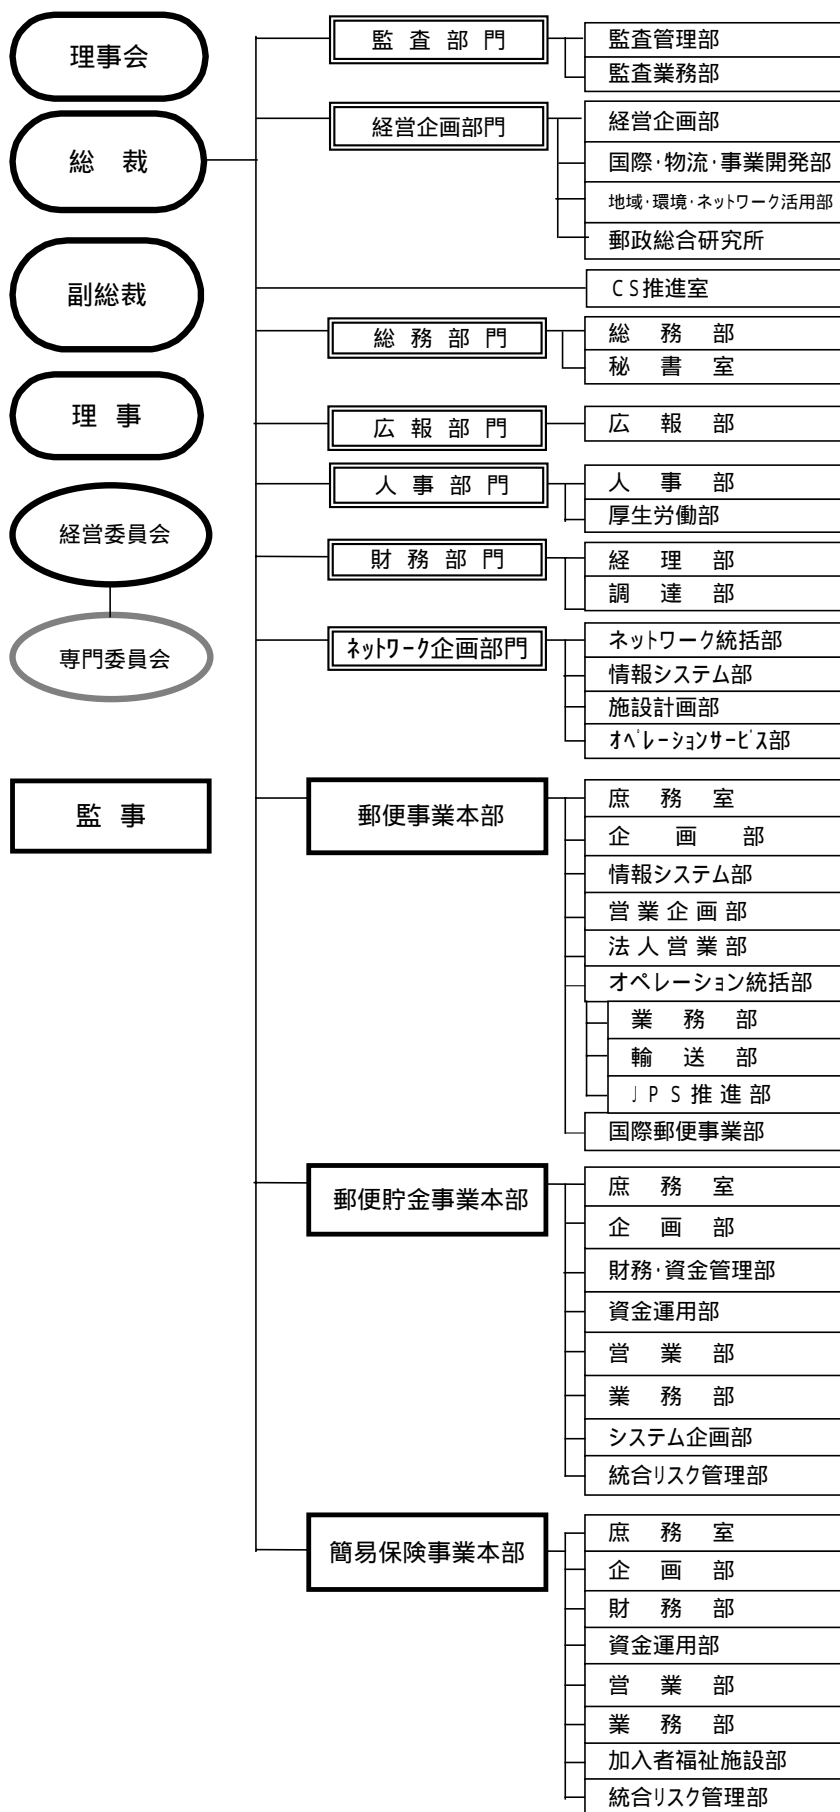 理事会
総 裁
副総裁
理 事
経営委員会
専門委員会
監 事
監 査 部 門
監査管理部
監査業務部
経営企画部門
経営企画部
国際・物流・事業開発部
地域・環境・ネットワーク活用部
郵政総合研究所
CS推進室
総 務 部 門
総 務 部
秘 書 室
広 報 部 門
広 報 部
人 事 部 門
人 事 部
厚生労働部
財 務 部 門
経 理 部
調 達 部
ネットワーク企画部門
ネットワーク統括部
情報システム部
施設計画部
オペレーションサービス部
郵便事業本部
庶 務 室
企 画 部
情報システム部
営 業 企 画 部
法 人 営 業 部
オペレーション統括部
業 務 部
輸 送 部
JPS 推 進 部
国際郵便事業部
郵便貯金事業本部
庶 務 室
企 画 部
財務・資金管理部
資金運用部
営 業 部
業 務 部
システム企画部
統合リスク管理部
簡易保険事業本部
庶 務 室
企 画 部
財 務 部
資金運用部
営 業 部
業 務 部
加入者福祉施設部
統合リスク管理部